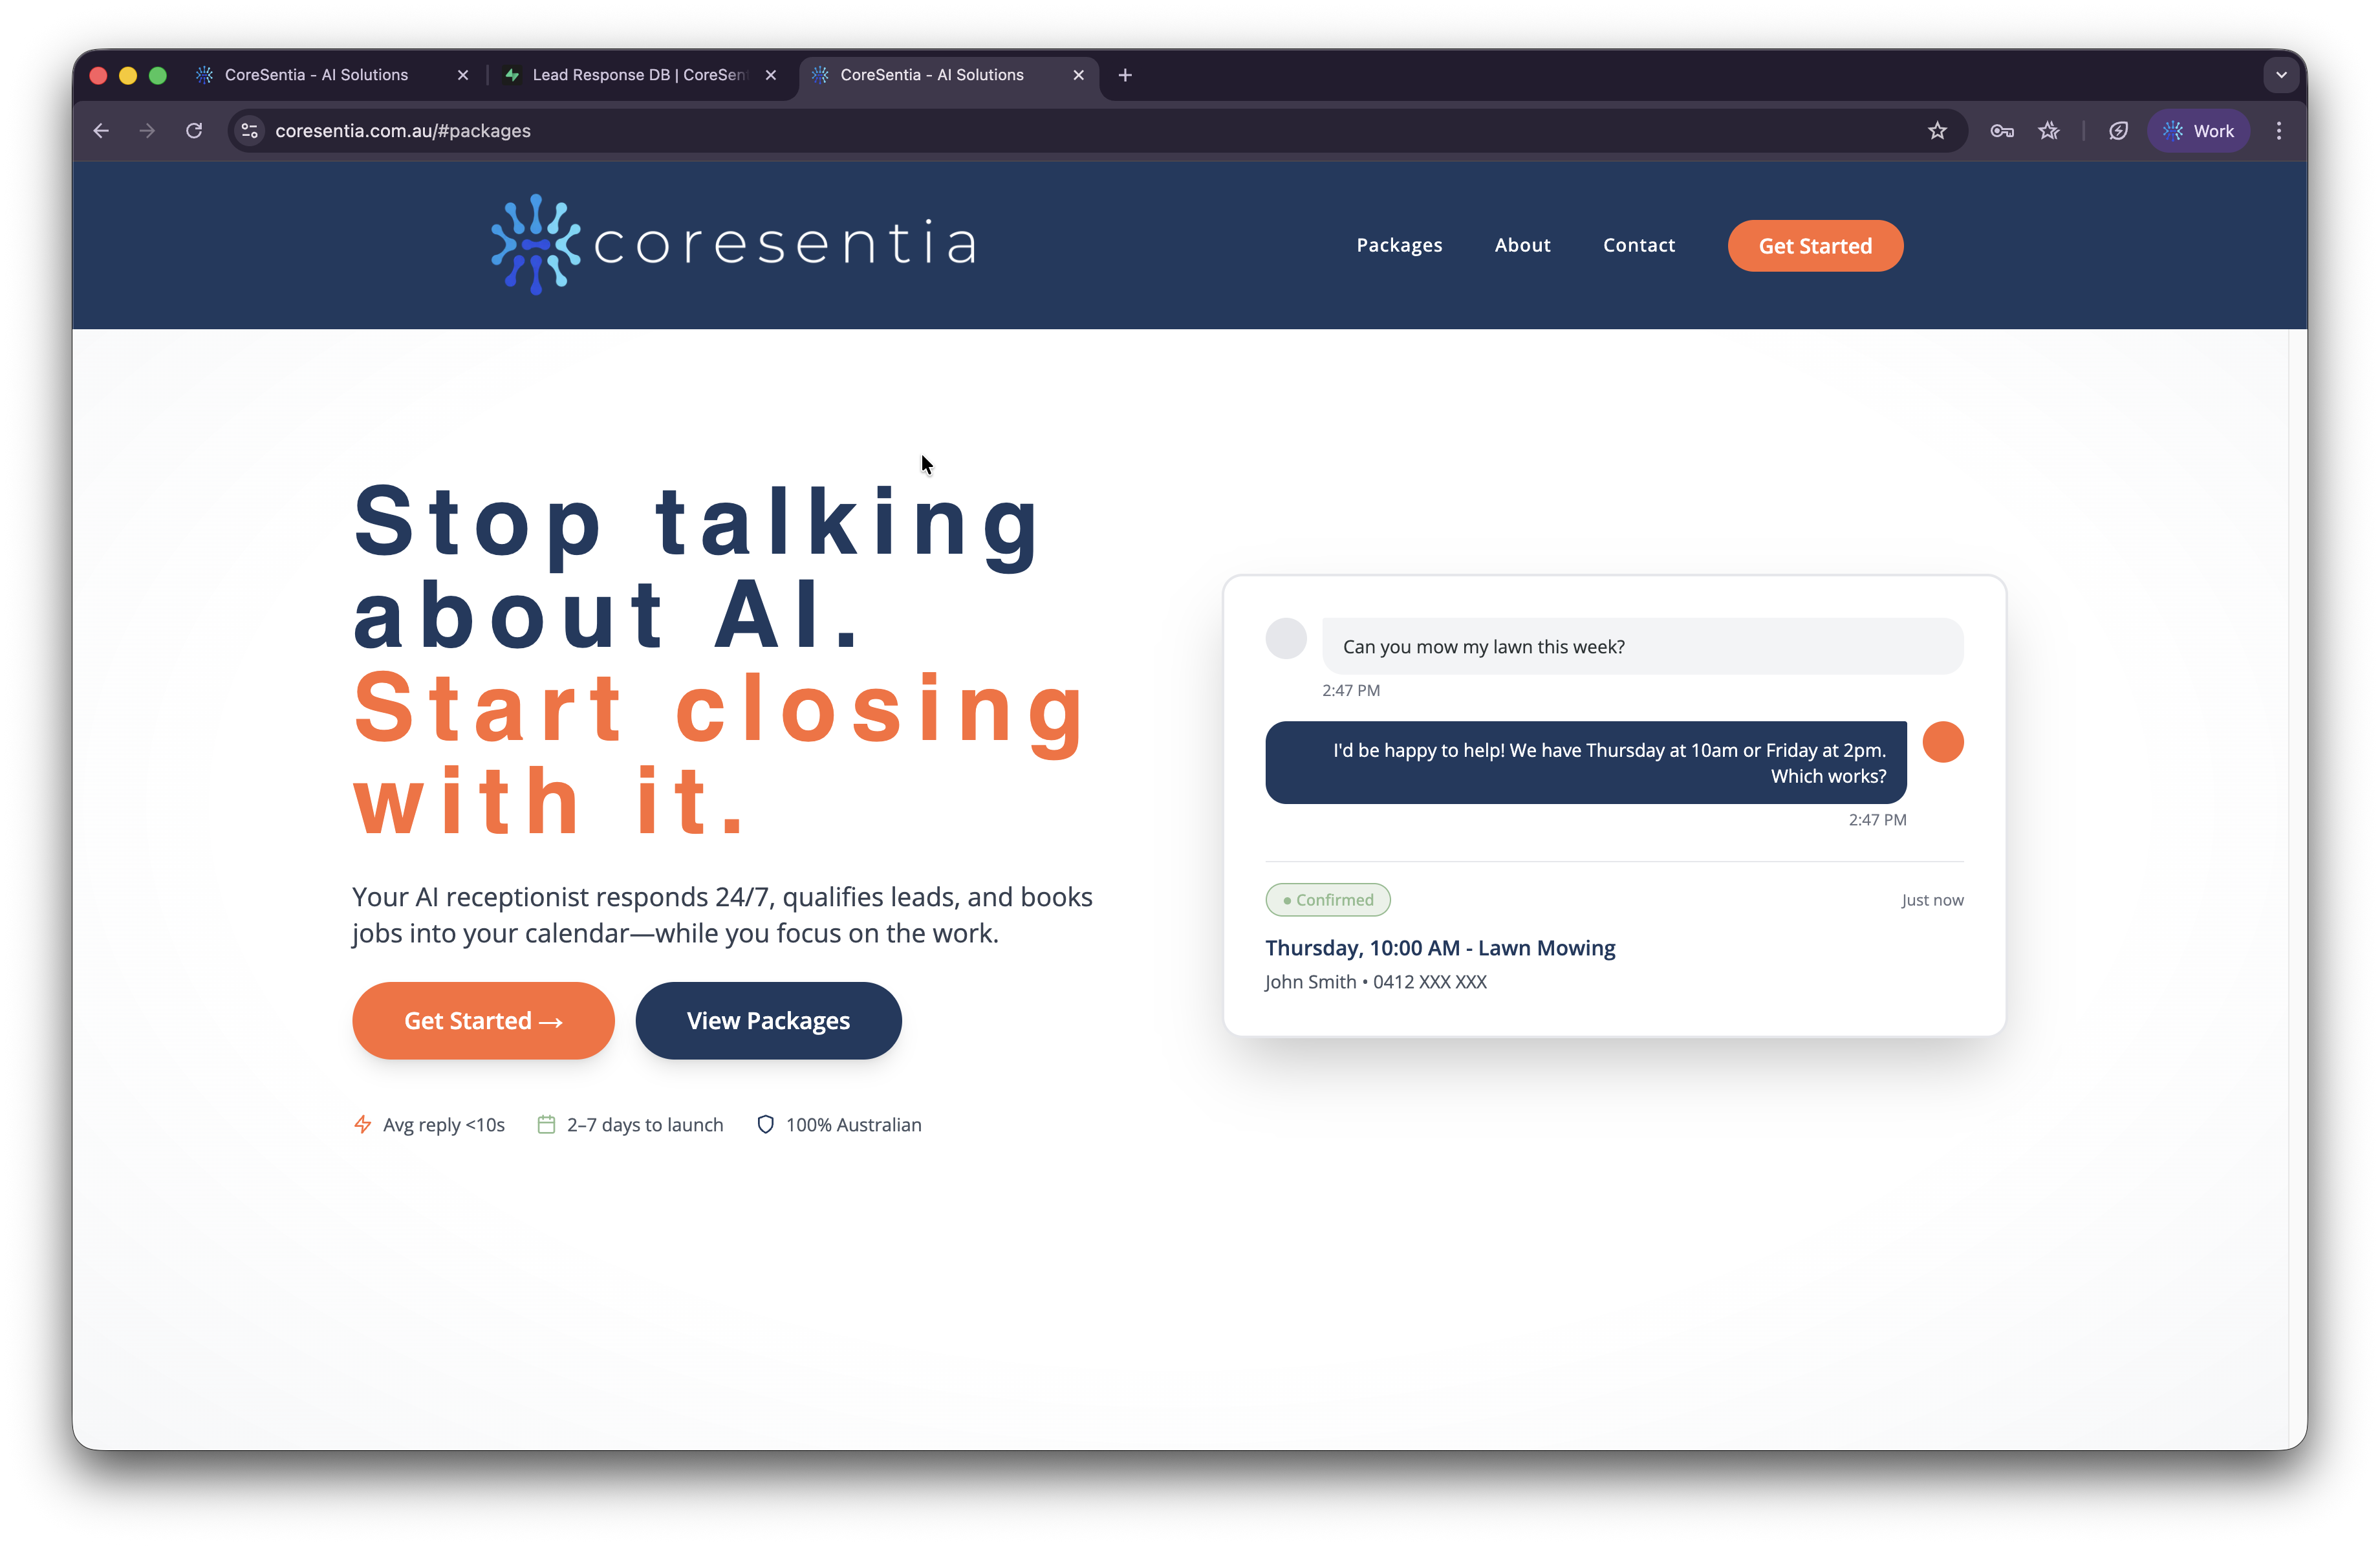 CoreSentia - AI Solutions
Lead Response DB | CoreSen
CoreSentia - AI Solutions
coresentia.com.au/#packages
Work
coresentia
Packages
About
Contact
Get Started
Stop talking
about AI.
Start closing
with it.
Your AI receptionist responds 24/7, qualifies leads, and books
jobs into your calendar—while you focus on the work.
Get Started →
View Packages
Avg reply <10s
2–7 days to launch
100% Australian
Can you mow my lawn this week?
2:47 PM
I'd be happy to help! We have Thursday at 10am or Friday at 2pm.
Which works?
2:47 PM
Confirmed
Just now
Thursday, 10:00 AM - Lawn Mowing
John Smith • 0412 XXX XXX